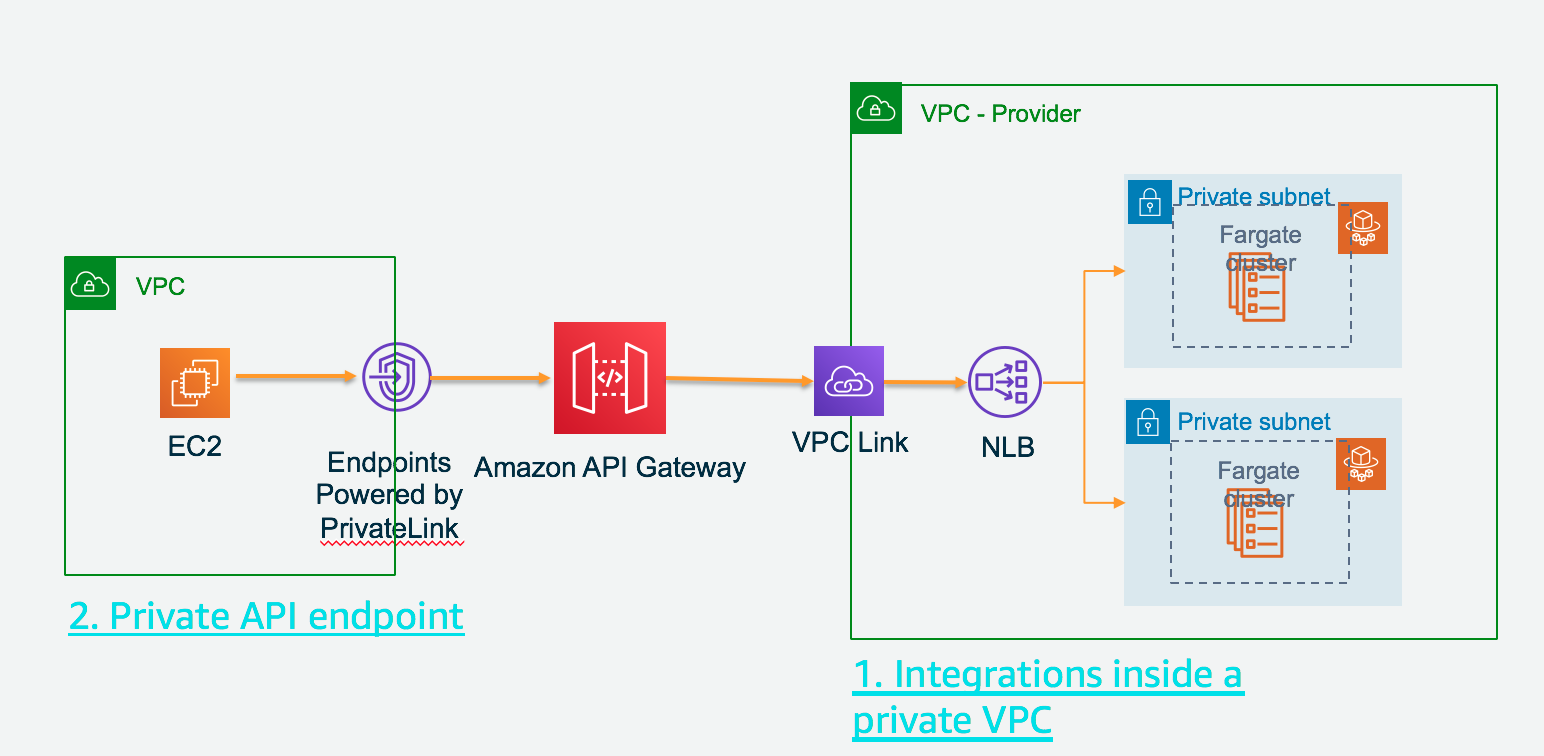 VPC - Provider
Private subnet
Fargate
cluster
VPC
EC2
Endpoints
Powered by
PrivateLink
Amazon API Gateway
VPC Link
NLB
Private subnet
Fargate
cluster
2. Private API endpoint
1. Integrations inside a
private VPC